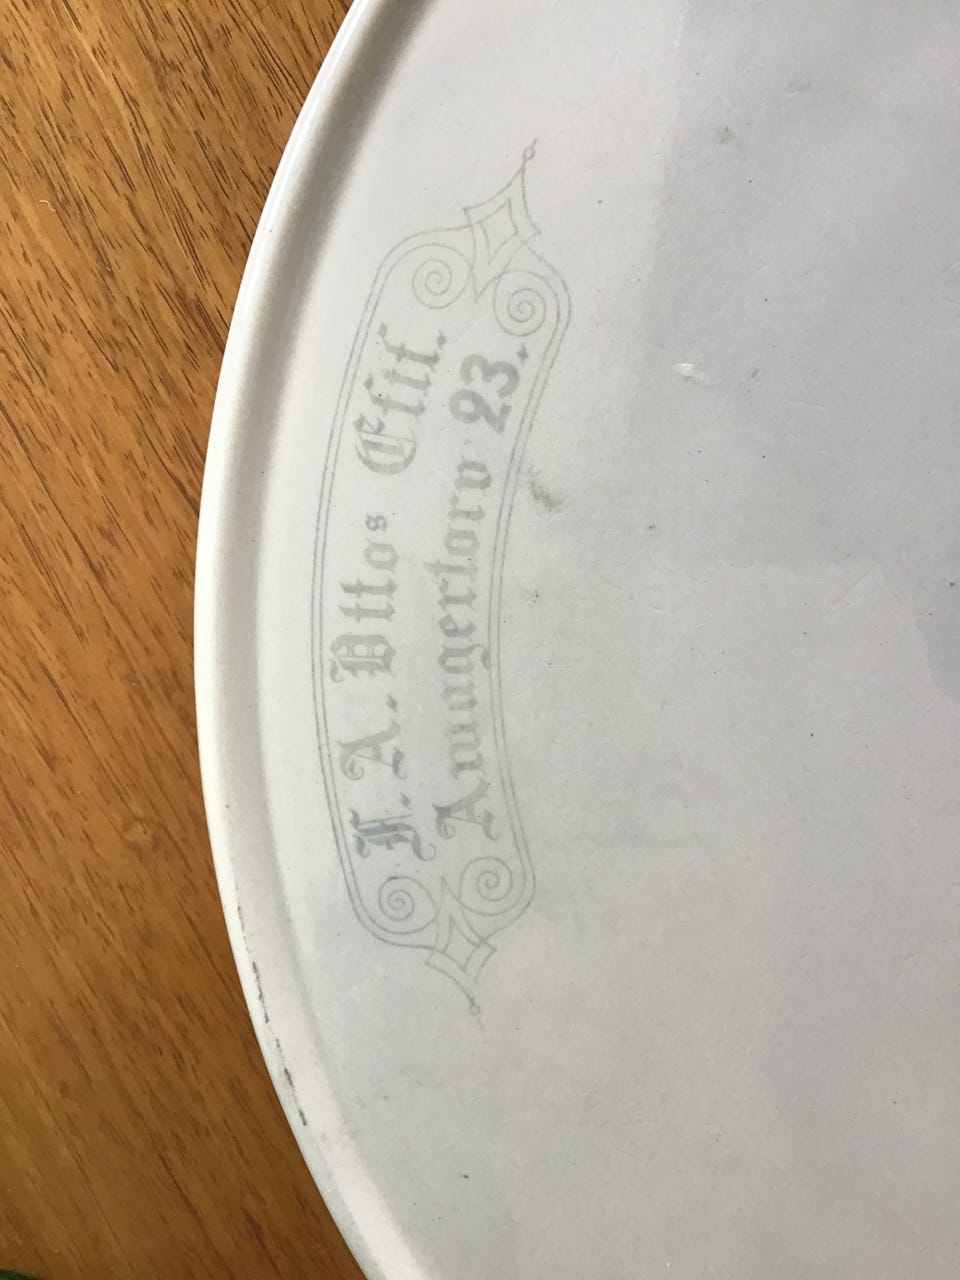 F. A. Ottos Eftf.
Amagertorv 23.